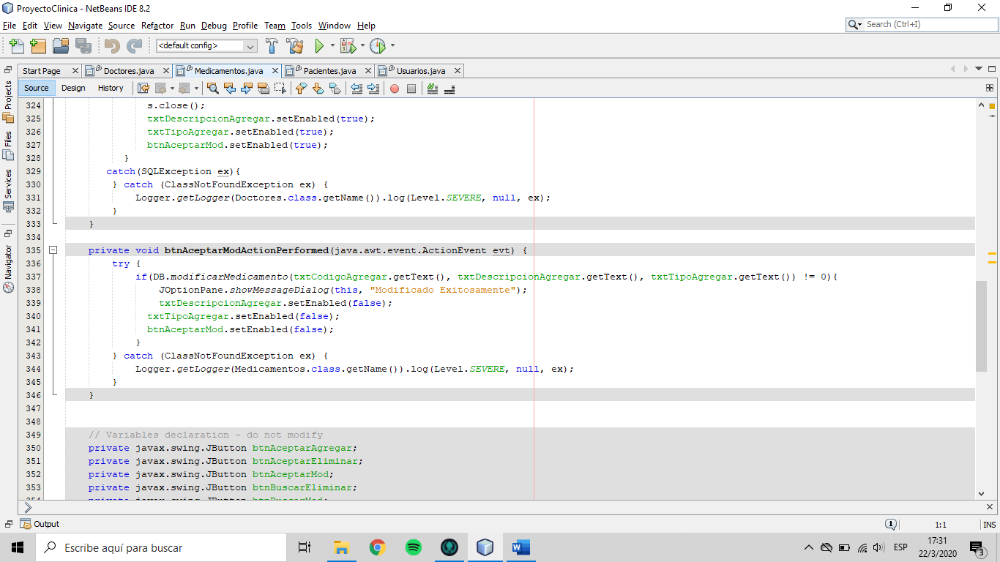 ProyectoClinica - NetBeans IDE 8.2
File Edit View Navigate Source Refactor Run Debug Profile Team Tools Window Help
Search (Ctrl+I)
<default config>
Start Page Doctores.java Medicamentos.java Pacientes.java Usuarios.java
Source Design History
Projects
Files
Services
Navigator
324 s.close();
325 txtDescripcionAgregar.setEnabled(true);
326 txtTipoAgregar.setEnabled(true);
327 btnAceptarMod.setEnabled(true);
328 }
329 catch(SQLException ex){
330 } catch (ClassNotFoundException ex) {
331 Logger.getLogger(Doctores.class.getName()).log(Level.SEVERE, null, ex);
332 }
333 }
334
335 private void btnAceptarModActionPerformed(java.awt.event.ActionEvent evt) {
336 try {
337 if(DB.modificarMedicamento(txtCodigoAgregar.getText(), txtDescripcionAgregar.getText(), txtTipoAgregar.getText()) != 0){
338 JOptionPane.showMessageDialog(this, "Modificado Exitosamente");
339 txtDescripcionAgregar.setEnabled(false);
340 txtTipoAgregar.setEnabled(false);
341 btnAceptarMod.setEnabled(false);
342 }
343 } catch (ClassNotFoundException ex) {
344 Logger.getLogger(Medicamentos.class.getName()).log(Level.SEVERE, null, ex);
345 }
346 }
347
348
349 // Variables declaration - do not modify
350 private javax.swing.JButton btnAceptarAgregar;
351 private javax.swing.JButton btnAceptarEliminar;
352 private javax.swing.JButton btnAceptarMod;
353 private javax.swing.JButton btnBuscarEliminar;
Output
1 1:1 INS
Escribe aquí para buscar
ESP
17:31
22/3/2020
3